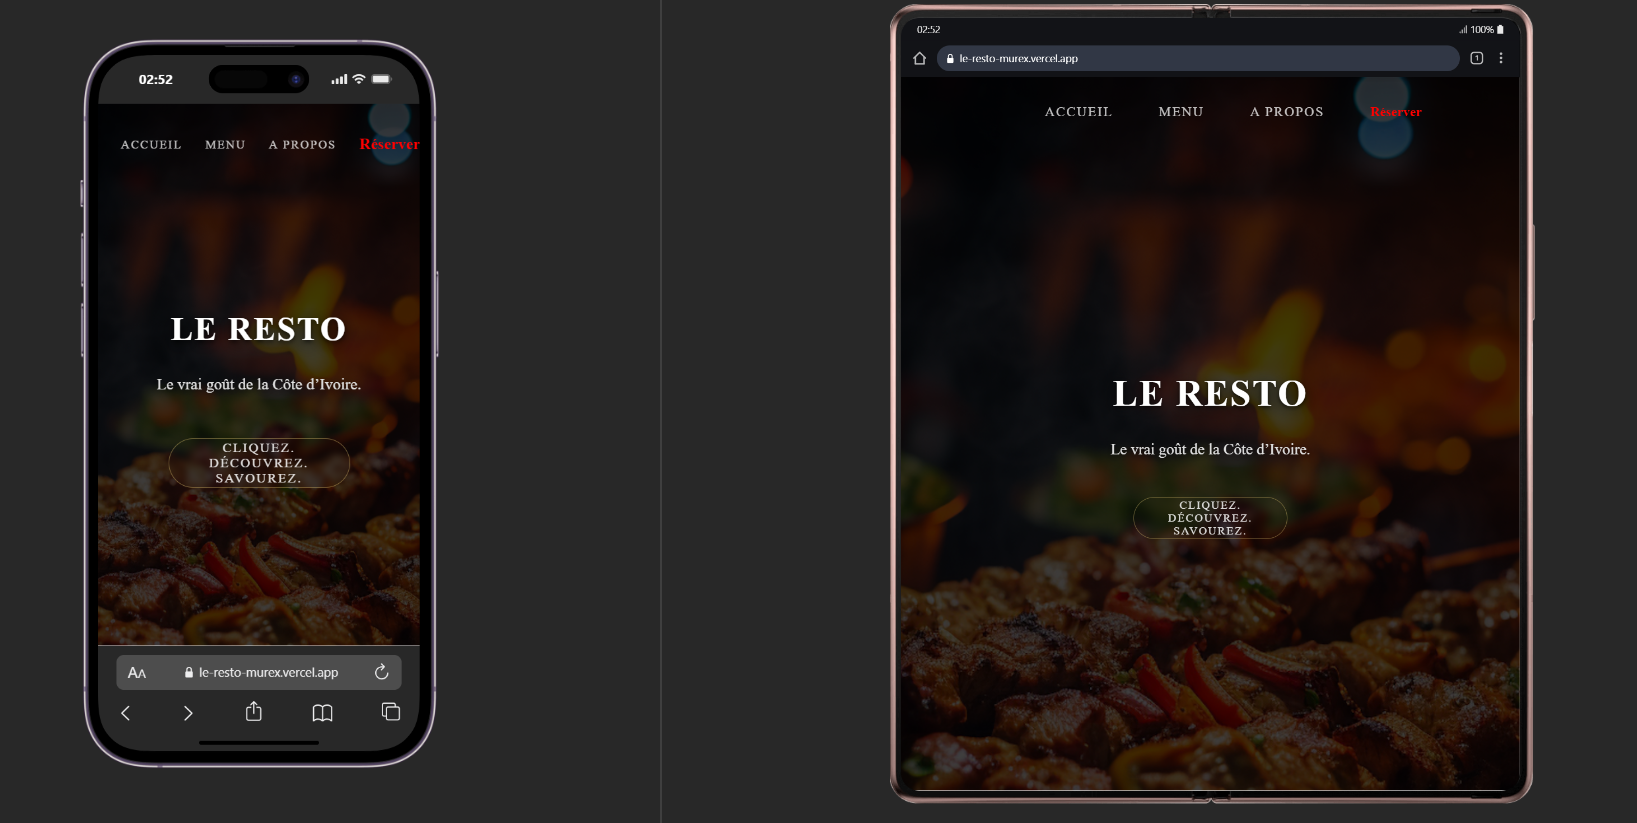 02:52
ACCUEIL MENU A PROPOS Réserver
LE RESTO
Le vrai goût de la Côte d’Ivoire.
CLIQUEZ.
DÉCOUVREZ.
SAVOUREZ.
AA le-resto-murex.vercel.app
02:52 100%
le-resto-murex.vercel.app 1
ACCUEIL MENU A PROPOS Réserver
LE RESTO
Le vrai goût de la Côte d’Ivoire.
CLIQUEZ.
DÉCOUVREZ.
SAVOUREZ.